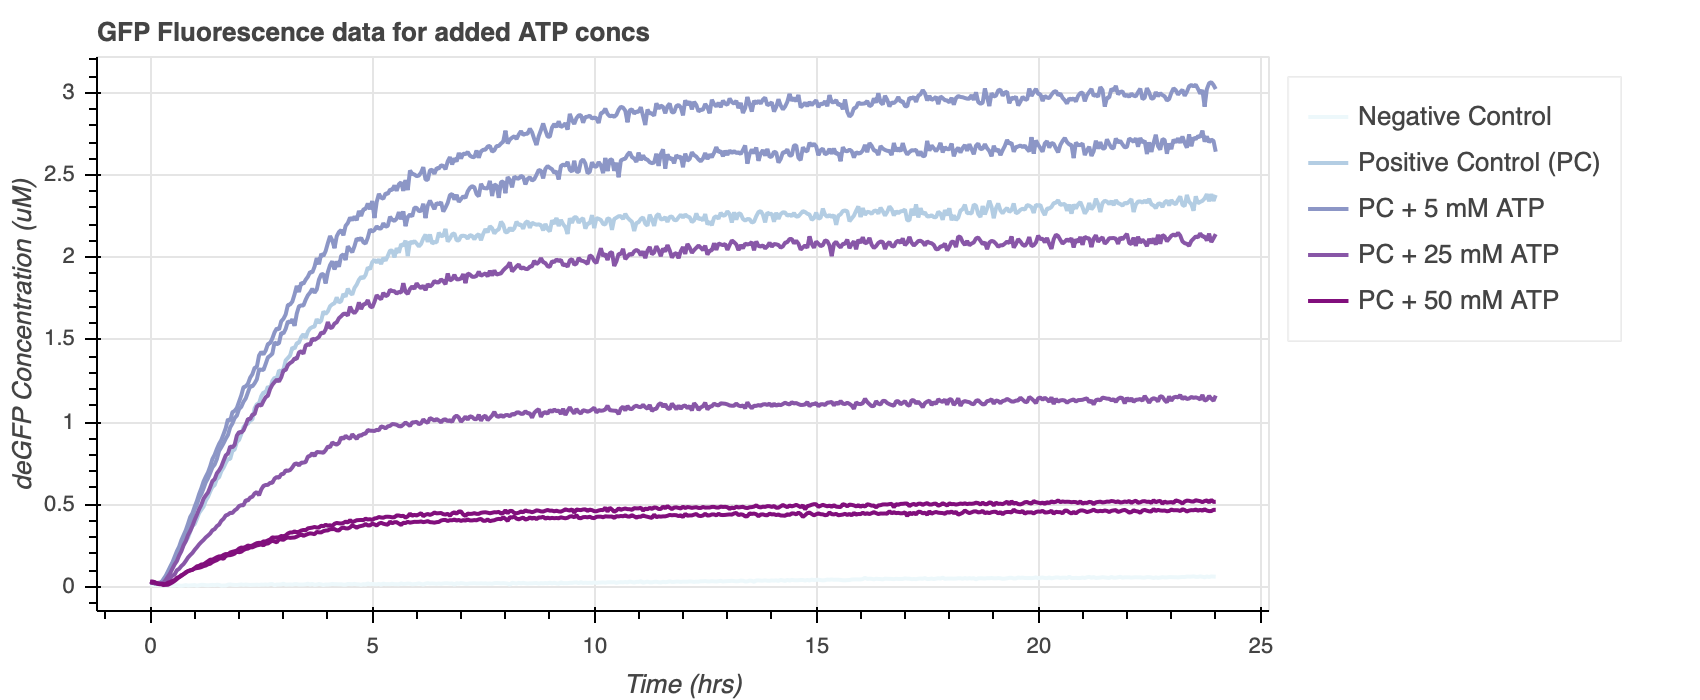 GFP Fluorescence data for added ATP concs
3
2.5
2
1.5
1
0.5
0
deGFP Concentration (uM)
0 5 10 15 20 25
Time (hrs)
Negative Control
Positive Control (PC)
PC + 5 mM ATP
PC + 25 mM ATP
PC + 50 mM ATP